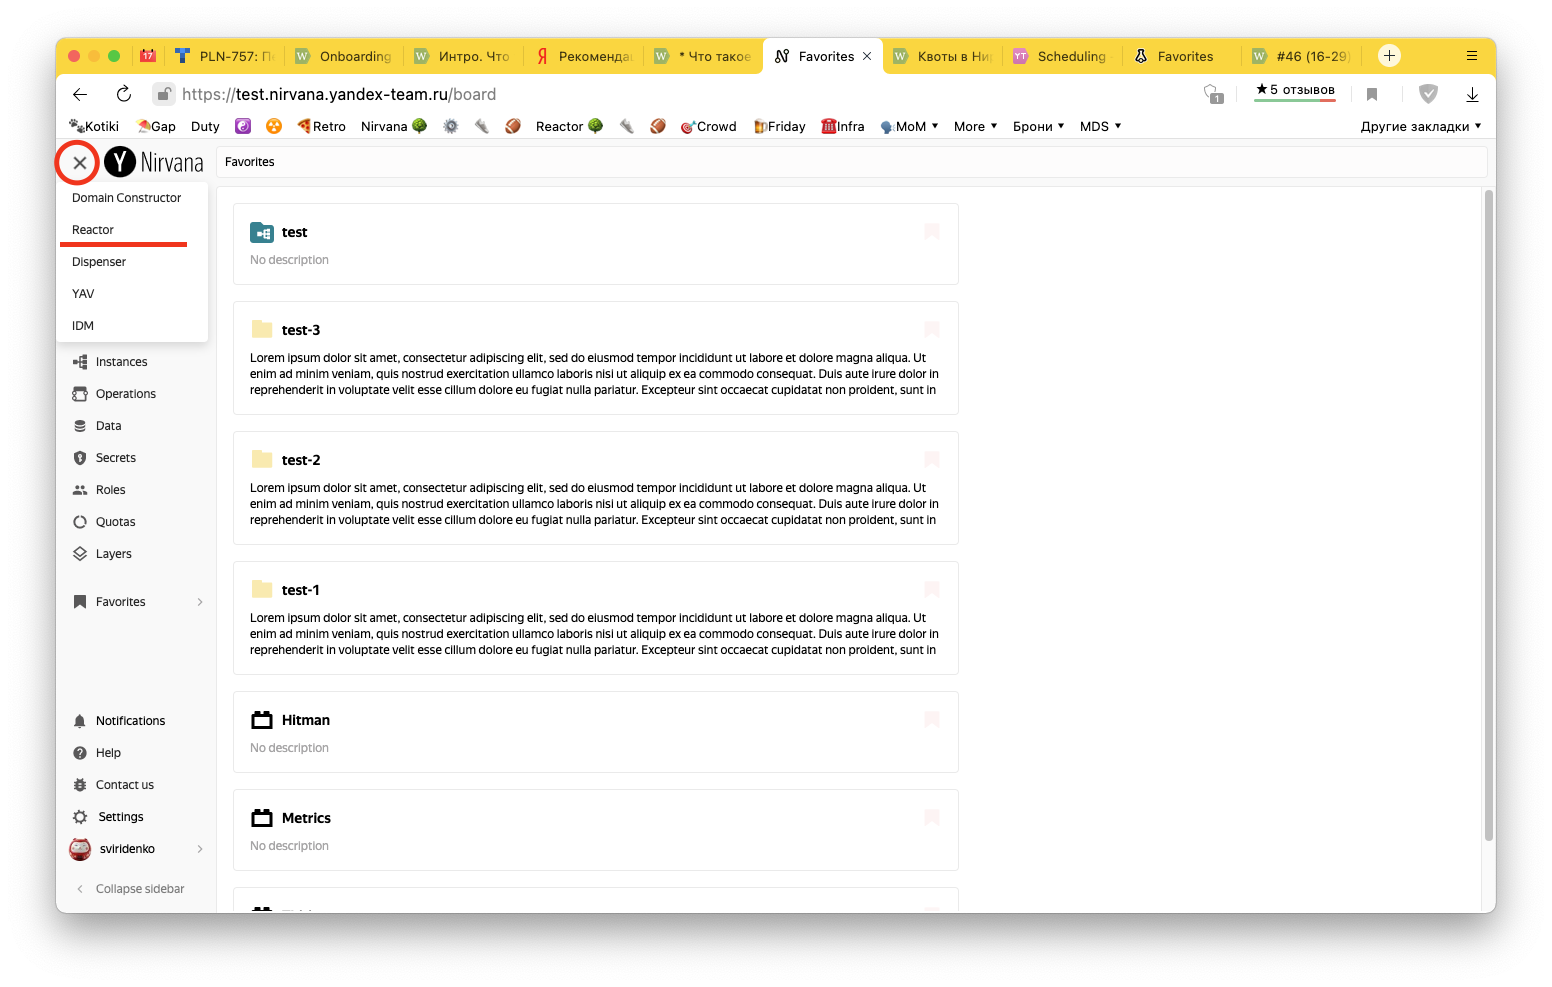 17
PLN-757: П
Onboarding
Интро. Что
Я
Рекоменда
* Что такое
Favorites
Квоты в Ни
YT
Scheduling
Favorites
#46 (16-29)
https://test.nirvana.yandex-team.ru/board
1
★5 отзывов
Kotiki
Gap
Duty
Retro
Nirvana
Reactor
Crowd
Friday
Infra
MoM
More
Брони
MDS
Другие закладки
Y Nirvana
Favorites
Domain Constructor
Reactor
Dispenser
YAV
IDM
Instances
Operations
Data
Secrets
Roles
Quotas
Layers
Favorites
Notifications
Help
Contact us
Settings
sviridenko
Collapse sidebar
test
No description
test-3
Lorem ipsum dolor sit amet, consectetur adipiscing elit, sed do eiusmod tempor incididunt ut labore et dolore magna aliqua. Ut
enim ad minim veniam, quis nostrud exercitation ullamco laboris nisi ut aliquip ex ea commodo consequat. Duis aute irure dolor in
reprehenderit in voluptate velit esse cillum dolore eu fugiat nulla pariatur. Excepteur sint occaecat cupidatat non proident, sunt in
test-2
Lorem ipsum dolor sit amet, consectetur adipiscing elit, sed do eiusmod tempor incididunt ut labore et dolore magna aliqua. Ut
enim ad minim veniam, quis nostrud exercitation ullamco laboris nisi ut aliquip ex ea commodo consequat. Duis aute irure dolor in
reprehenderit in voluptate velit esse cillum dolore eu fugiat nulla pariatur. Excepteur sint occaecat cupidatat non proident, sunt in
test-1
Lorem ipsum dolor sit amet, consectetur adipiscing elit, sed do eiusmod tempor incididunt ut labore et dolore magna aliqua. Ut
enim ad minim veniam, quis nostrud exercitation ullamco laboris nisi ut aliquip ex ea commodo consequat. Duis aute irure dolor in
reprehenderit in voluptate velit esse cillum dolore eu fugiat nulla pariatur. Excepteur sint occaecat cupidatat non proident, sunt in
Hitman
No description
Metrics
No description